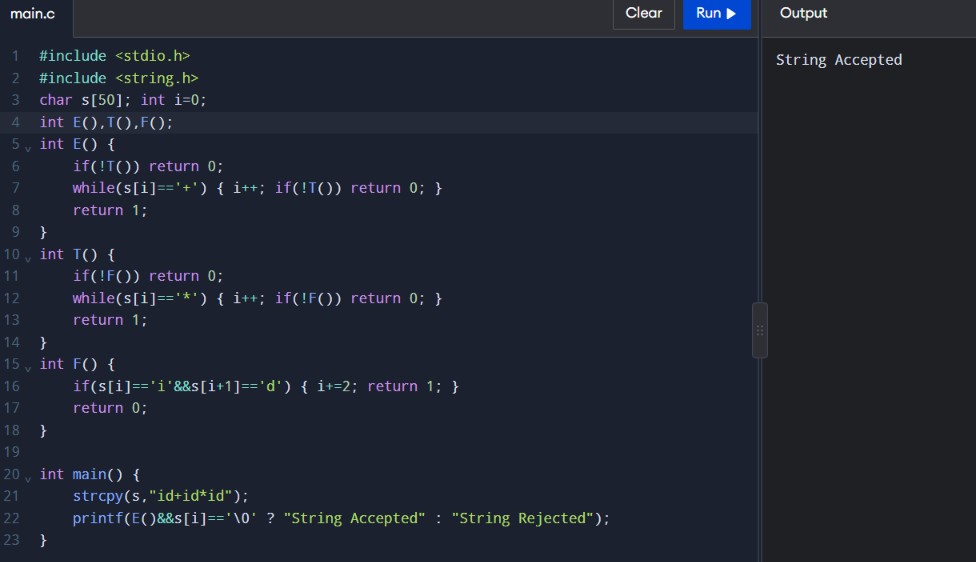 main.c Clear Run Output
1 #include <stdio.h>
2 #include <string.h>
3 char s[50]; int i=0;
4 int E(),T(),F();
5 int E() {
6     if(!T()) return 0;
7     while(s[i]=='+') { i++; if(!T()) return 0; }
8     return 1;
9 }
10 int T() {
11     if(!F()) return 0;
12     while(s[i]=='*') { i++; if(!F()) return 0; }
13     return 1;
14 }
15 int F() {
16     if(s[i]=='i'&&s[i+1]=='d') { i+=2; return 1; }
17     return 0;
18 }
19
20 int main() {
21     strcpy(s,"id+id*id");
22     printf(E()&&s[i]=='\0' ? "String Accepted" : "String Rejected");
23 }
String Accepted